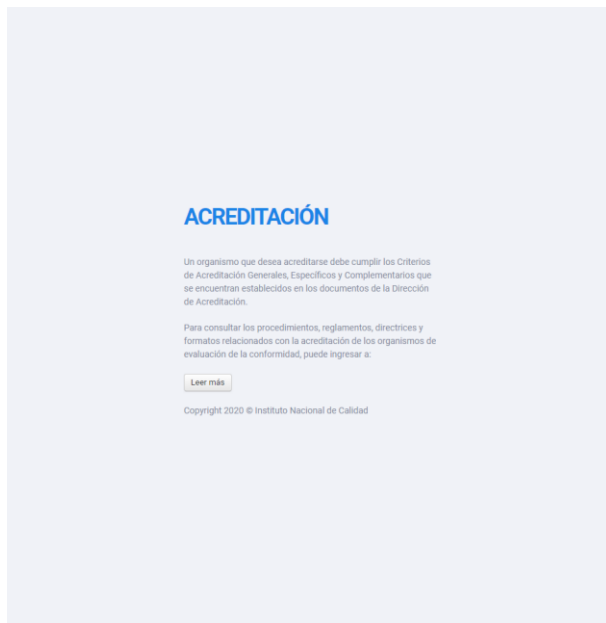 ACREDITACIÓN
Un organismo que desea acreditarse debe cumplir los Criterios
de Acreditación Generales, Específicos y Complementarios que
se encuentran establecidos en los documentos de la Dirección
de Acreditación.
Para consultar los procedimientos, reglamentos, directrices y
formatos relacionados con la acreditación de los organismos de
evaluación de la conformidad, puede ingresar a:
Leer más
Copyright 2020 © Instituto Nacional de Calidad